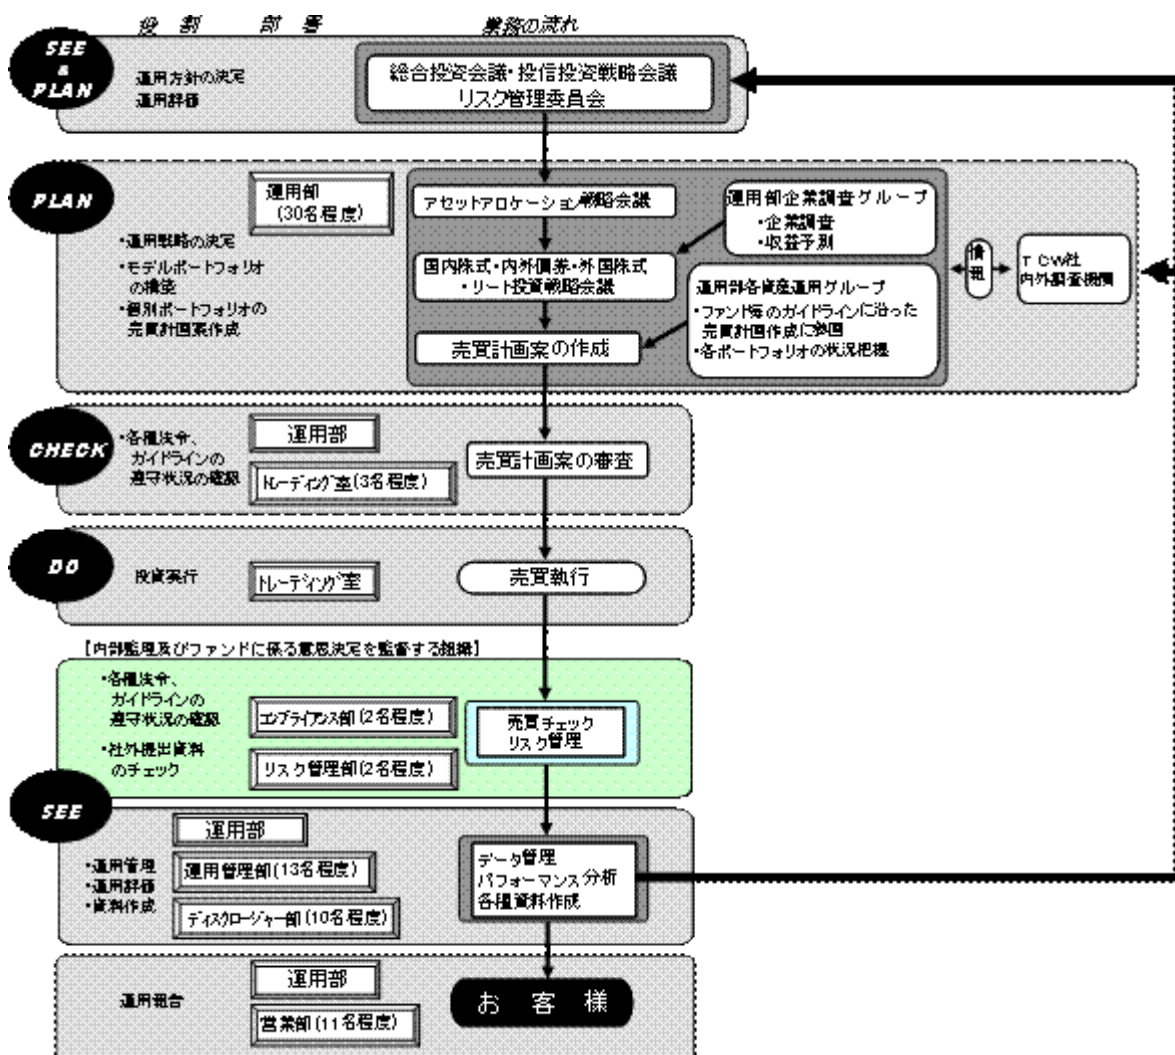 役 割 部 署 業務の流れ
SEE
&
PLAN
運用方針の決定
運用評価
総合投資会議・投信投資戦略会議
リスク管理委員会
PLAN
運用部
(30名程度)
・運用戦略の決定
・モデルポートフォリオ
の構築
・個別ポートフォリオの
売買計画案作成
アセットアロケーション戦略会議
国内株式・内外債券・外国株式
・リート投資戦略会議
売買計画案の作成
運用部企業調査グループ
・企業調査
・収益予測
運用部各資産運用グループ
・ファンド毎のガイドラインに沿った
売買計画作成に参画
・各ポートフォリオの状況把握
情報
TCW社
内外調査機関
CHECK
・各種法令、
ガイドラインの
遵守状況の確認
運用部
トレーディング室(3名程度)
売買計画案の審査
DO
投資実行
トレーディング室
売買執行
【内部監理及びファンドに係る意思決定を監督する組織】
・各種法令、
ガイドラインの
遵守状況の確認
・社外提出資料
のチェック
コンプライアンス部(2名程度)
リスク管理部(2名程度)
売買チェック
リスク管理
SEE
・運用管理
・運用評価
・資料作成
運用部
運用管理部(13名程度)
ディスクロージャー部(10名程度)
データ管理
パフォーマンス分析
各種資料作成
運用報告
運用部
営業部(11名程度)
お 客 様